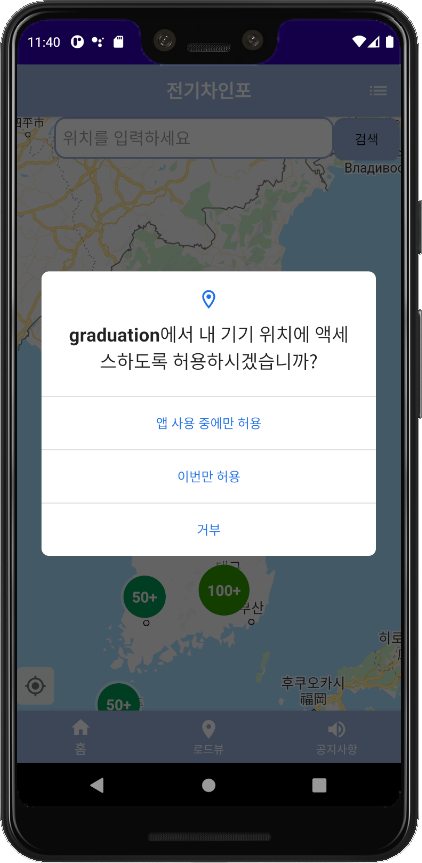 11:40
전기차인포
四平市
위치를 입력하세요
검색
graduation에서 내 기기 위치에 액세
스하도록 허용하시겠습니까?
앱 사용 중에만 허용
이번만 허용
거부
50+
100+
부산
히로
후쿠오카시
福岡
50+
홈
로드뷰
공지사항